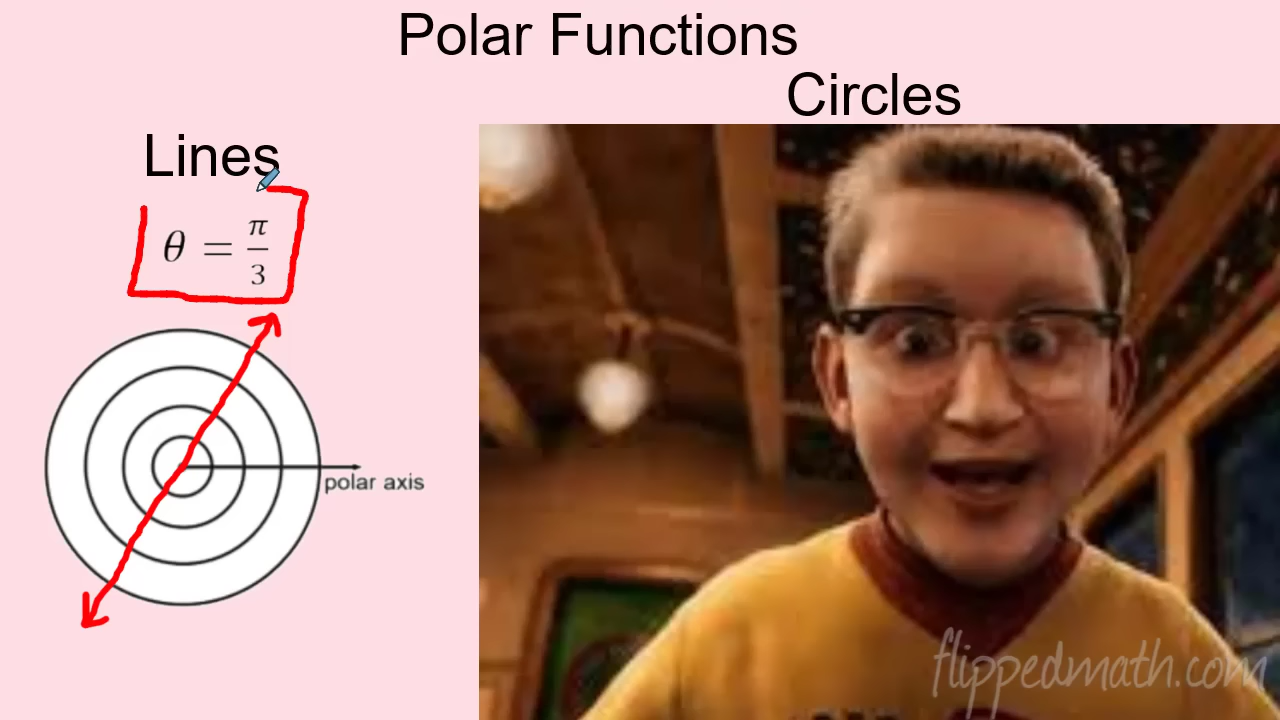 Polar Functions
Circles
Lines
θ = π/3
polar axis
flippedmath.com